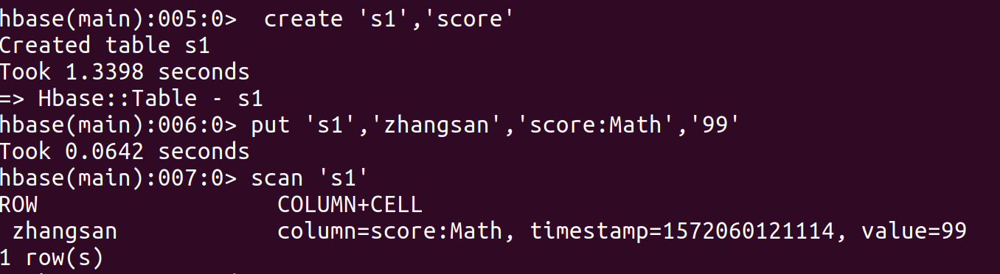 hbase(main):005:0>  create 's1','score'
Created table s1
Took 1.3398 seconds
=> Hbase::Table - s1
hbase(main):006:0> put 's1','zhangsan','score:Math','99'
Took 0.0642 seconds
hbase(main):007:0> scan 's1'
ROW                  COLUMN+CELL
 zhangsan            column=score:Math, timestamp=1572060121114, value=99
1 row(s)